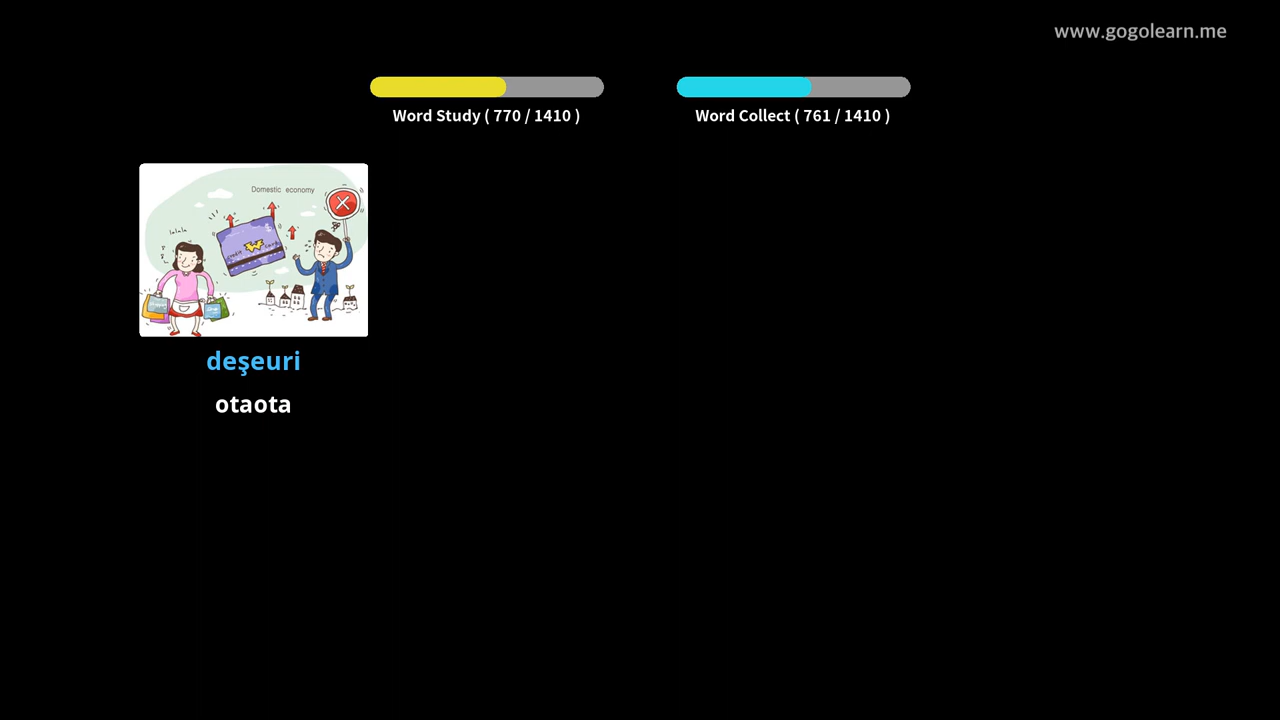 www.gogolearn.me
Word Study ( 770 / 1410 )
Word Collect ( 761 / 1410 )
Domestic economy
lalala
deşeuri
otaota